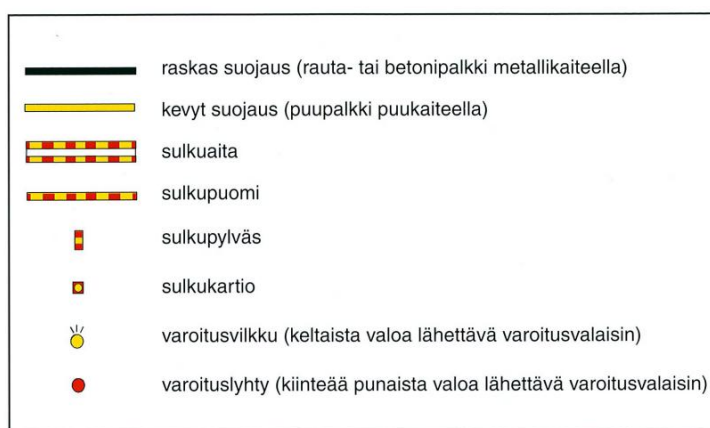 raskas suojaus (rauta- tai betonipalkki metallikaiteella)
kevyt suojaus (puupalkki puukaiteella)
sulkuaita
sulkupuomi
sulkupylväs
sulkukartio
varoitusvilkku (keltaista valoa lähettävä varoitusvalaisin)
varoituslyhty (kiinteää punaista valoa lähettävä varoitusvalaisin)